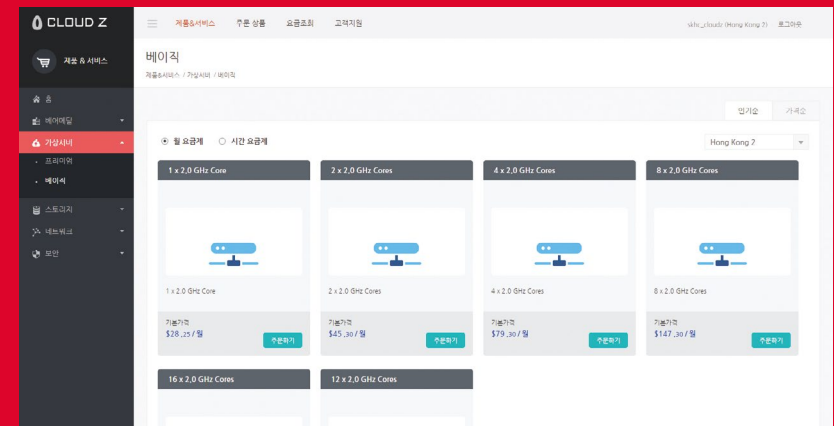 CLOUD Z
제품&서비스 주문 상품 요금조회 고객지원
skhc_cloudz (Hong Kong 7) 로그아웃
제품 & 서비스
베이직
제품&서비스 / 가상서버 / 베이직
홈
베어메탈
가상서버
프리미엄
베이직
스토리지
네트워크
보안
인기순 가격순
월 요금제 시간 요금제
Hong Kong 7
1 x 2.0 GHz Core
2 x 2.0 GHz Cores
4 x 2.0 GHz Cores
8 x 2.0 GHz Cores
1 x 2.0 GHz Core
2 x 2.0 GHz Cores
4 x 2.0 GHz Cores
8 x 2.0 GHz Cores
기본가격
$28 .25 / 월
주문하기
기본가격
$45 .30 / 월
주문하기
기본가격
$79 .30 / 월
주문하기
기본가격
$147 .30 / 월
주문하기
16 x 2.0 GHz Cores
12 x 2.0 GHz Cores